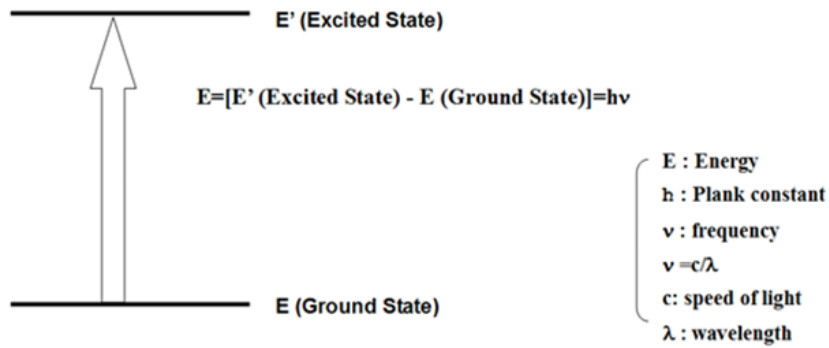 E’ (Excited State)
E=[E’ (Excited State) - E (Ground State)]=hν
E : Energy
h : Plank constant
ν : frequency
ν =c/λ
c: speed of light
λ : wavelength
E (Ground State)